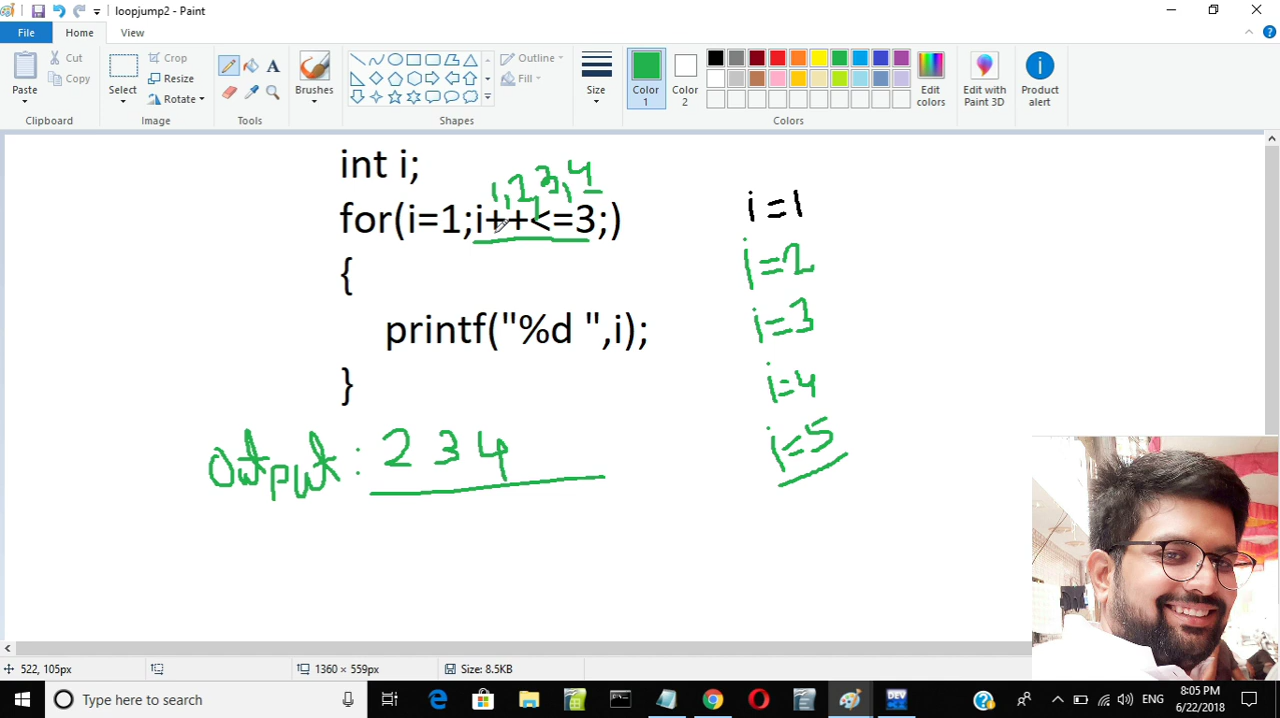 loopjump2 - Paint
File Home View
Paste Cut Copy Select Crop Resize Rotate A Brushes Outline Fill Size Color 1 Color 2 Edit colors Edit with Paint 3D Product alert
Clipboard Image Tools Shapes Colors
int i;
1,2,3,4
for(i=1;i++<=3;)
{
printf("%d ",i);
}
output: 2 3 4
i=1
i=2
i=3
i=4
i=5
522, 105px 1360 × 559px Size: 8.5KB
Type here to search DEV ENG 8:05 PM
6/22/2018